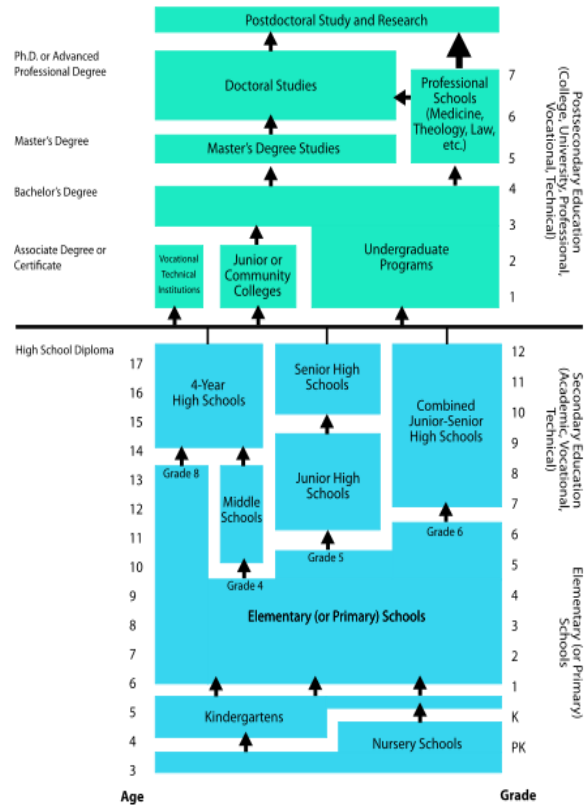 Postdoctoral Study and Research
Ph.D. or Advanced
Professional Degree
Doctoral Studies
Professional
Schools
(Medicine,
Theology, Law,
etc.)
7
6
5
Master's Degree
Master's Degree Studies
Bachelor's Degree
4
3
Associate Degree or
Certificate
Vocational
Technical
Institutions
Junior or
Community
Colleges
Undergraduate
Programs
2
1
Postsecondary Education
(College, University, Professional,
Vocational, Technical)
High School Diploma
17
16
15
14
13
12
11
10
9
8
7
6
5
4
3
4-Year
High Schools
Senior High
Schools
Combined
Junior-Senior
High Schools
Grade 8
Middle
Schools
Junior High
Schools
Grade 4
Grade 5
Grade 6
Elementary (or Primary) Schools
Kindergartens
Nursery Schools
12
11
10
9
8
7
6
5
4
3
2
1
K
PK
Secondary Education
(Academic, Vocational,
Technical)
Elementary (or Primary)
Schools
Age
Grade